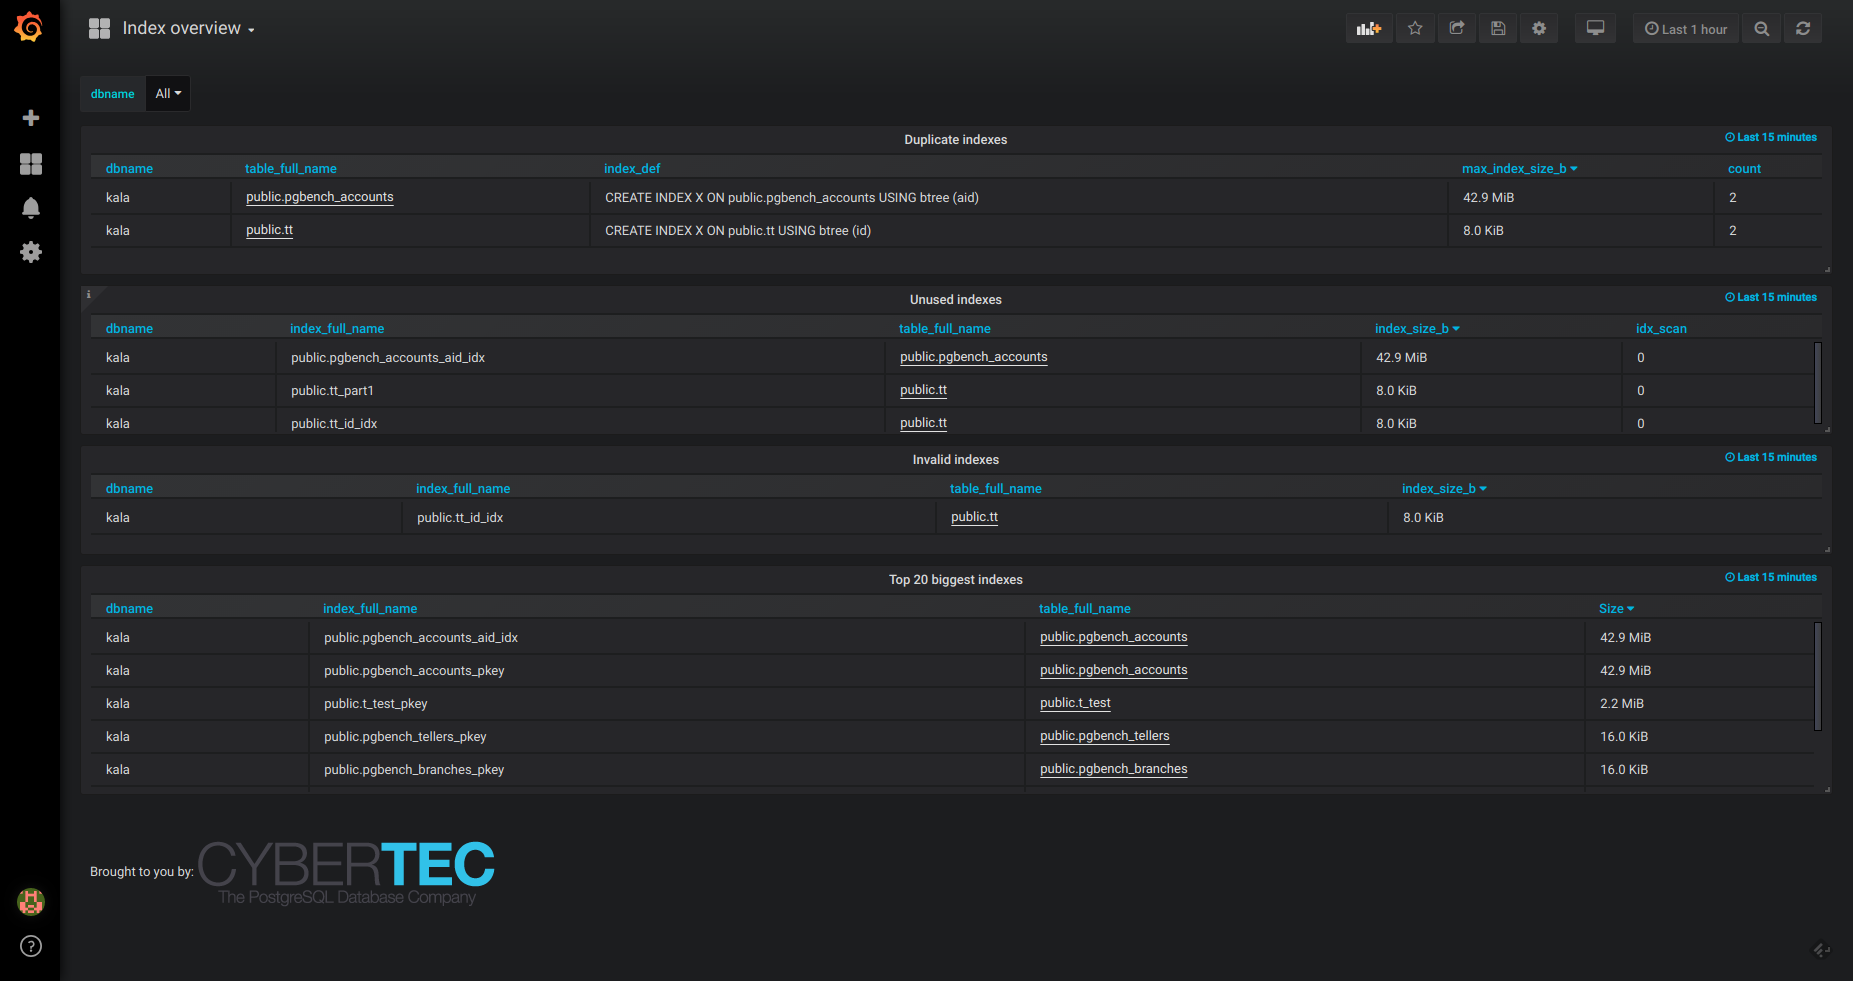 Index overview
Last 1 hour
dbname All
Duplicate indexes Last 15 minutes
dbname table_full_name index_def max_index_size_b count
kala public.pgbench_accounts CREATE INDEX X ON public.pgbench_accounts USING btree (aid) 42.9 MiB 2
kala public.tt CREATE INDEX X ON public.tt USING btree (id) 8.0 KiB 2
i
Unused indexes Last 15 minutes
dbname index_full_name table_full_name index_size_b idx_scan
kala public.pgbench_accounts_aid_idx public.pgbench_accounts 42.9 MiB 0
kala public.tt_part1 public.tt 8.0 KiB 0
kala public.tt_id_idx public.tt 8.0 KiB 0
Invalid indexes Last 15 minutes
dbname index_full_name table_full_name index_size_b
kala public.tt_id_idx public.tt 8.0 KiB
Top 20 biggest indexes Last 15 minutes
dbname index_full_name table_full_name Size
kala public.pgbench_accounts_aid_idx public.pgbench_accounts 42.9 MiB
kala public.pgbench_accounts_pkey public.pgbench_accounts 42.9 MiB
kala public.t_test_pkey public.t_test 2.2 MiB
kala public.pgbench_tellers_pkey public.pgbench_tellers 16.0 KiB
kala public.pgbench_branches_pkey public.pgbench_branches 16.0 KiB
Brought to you by: CYBERTEC
The PostgreSQL Database Company
?